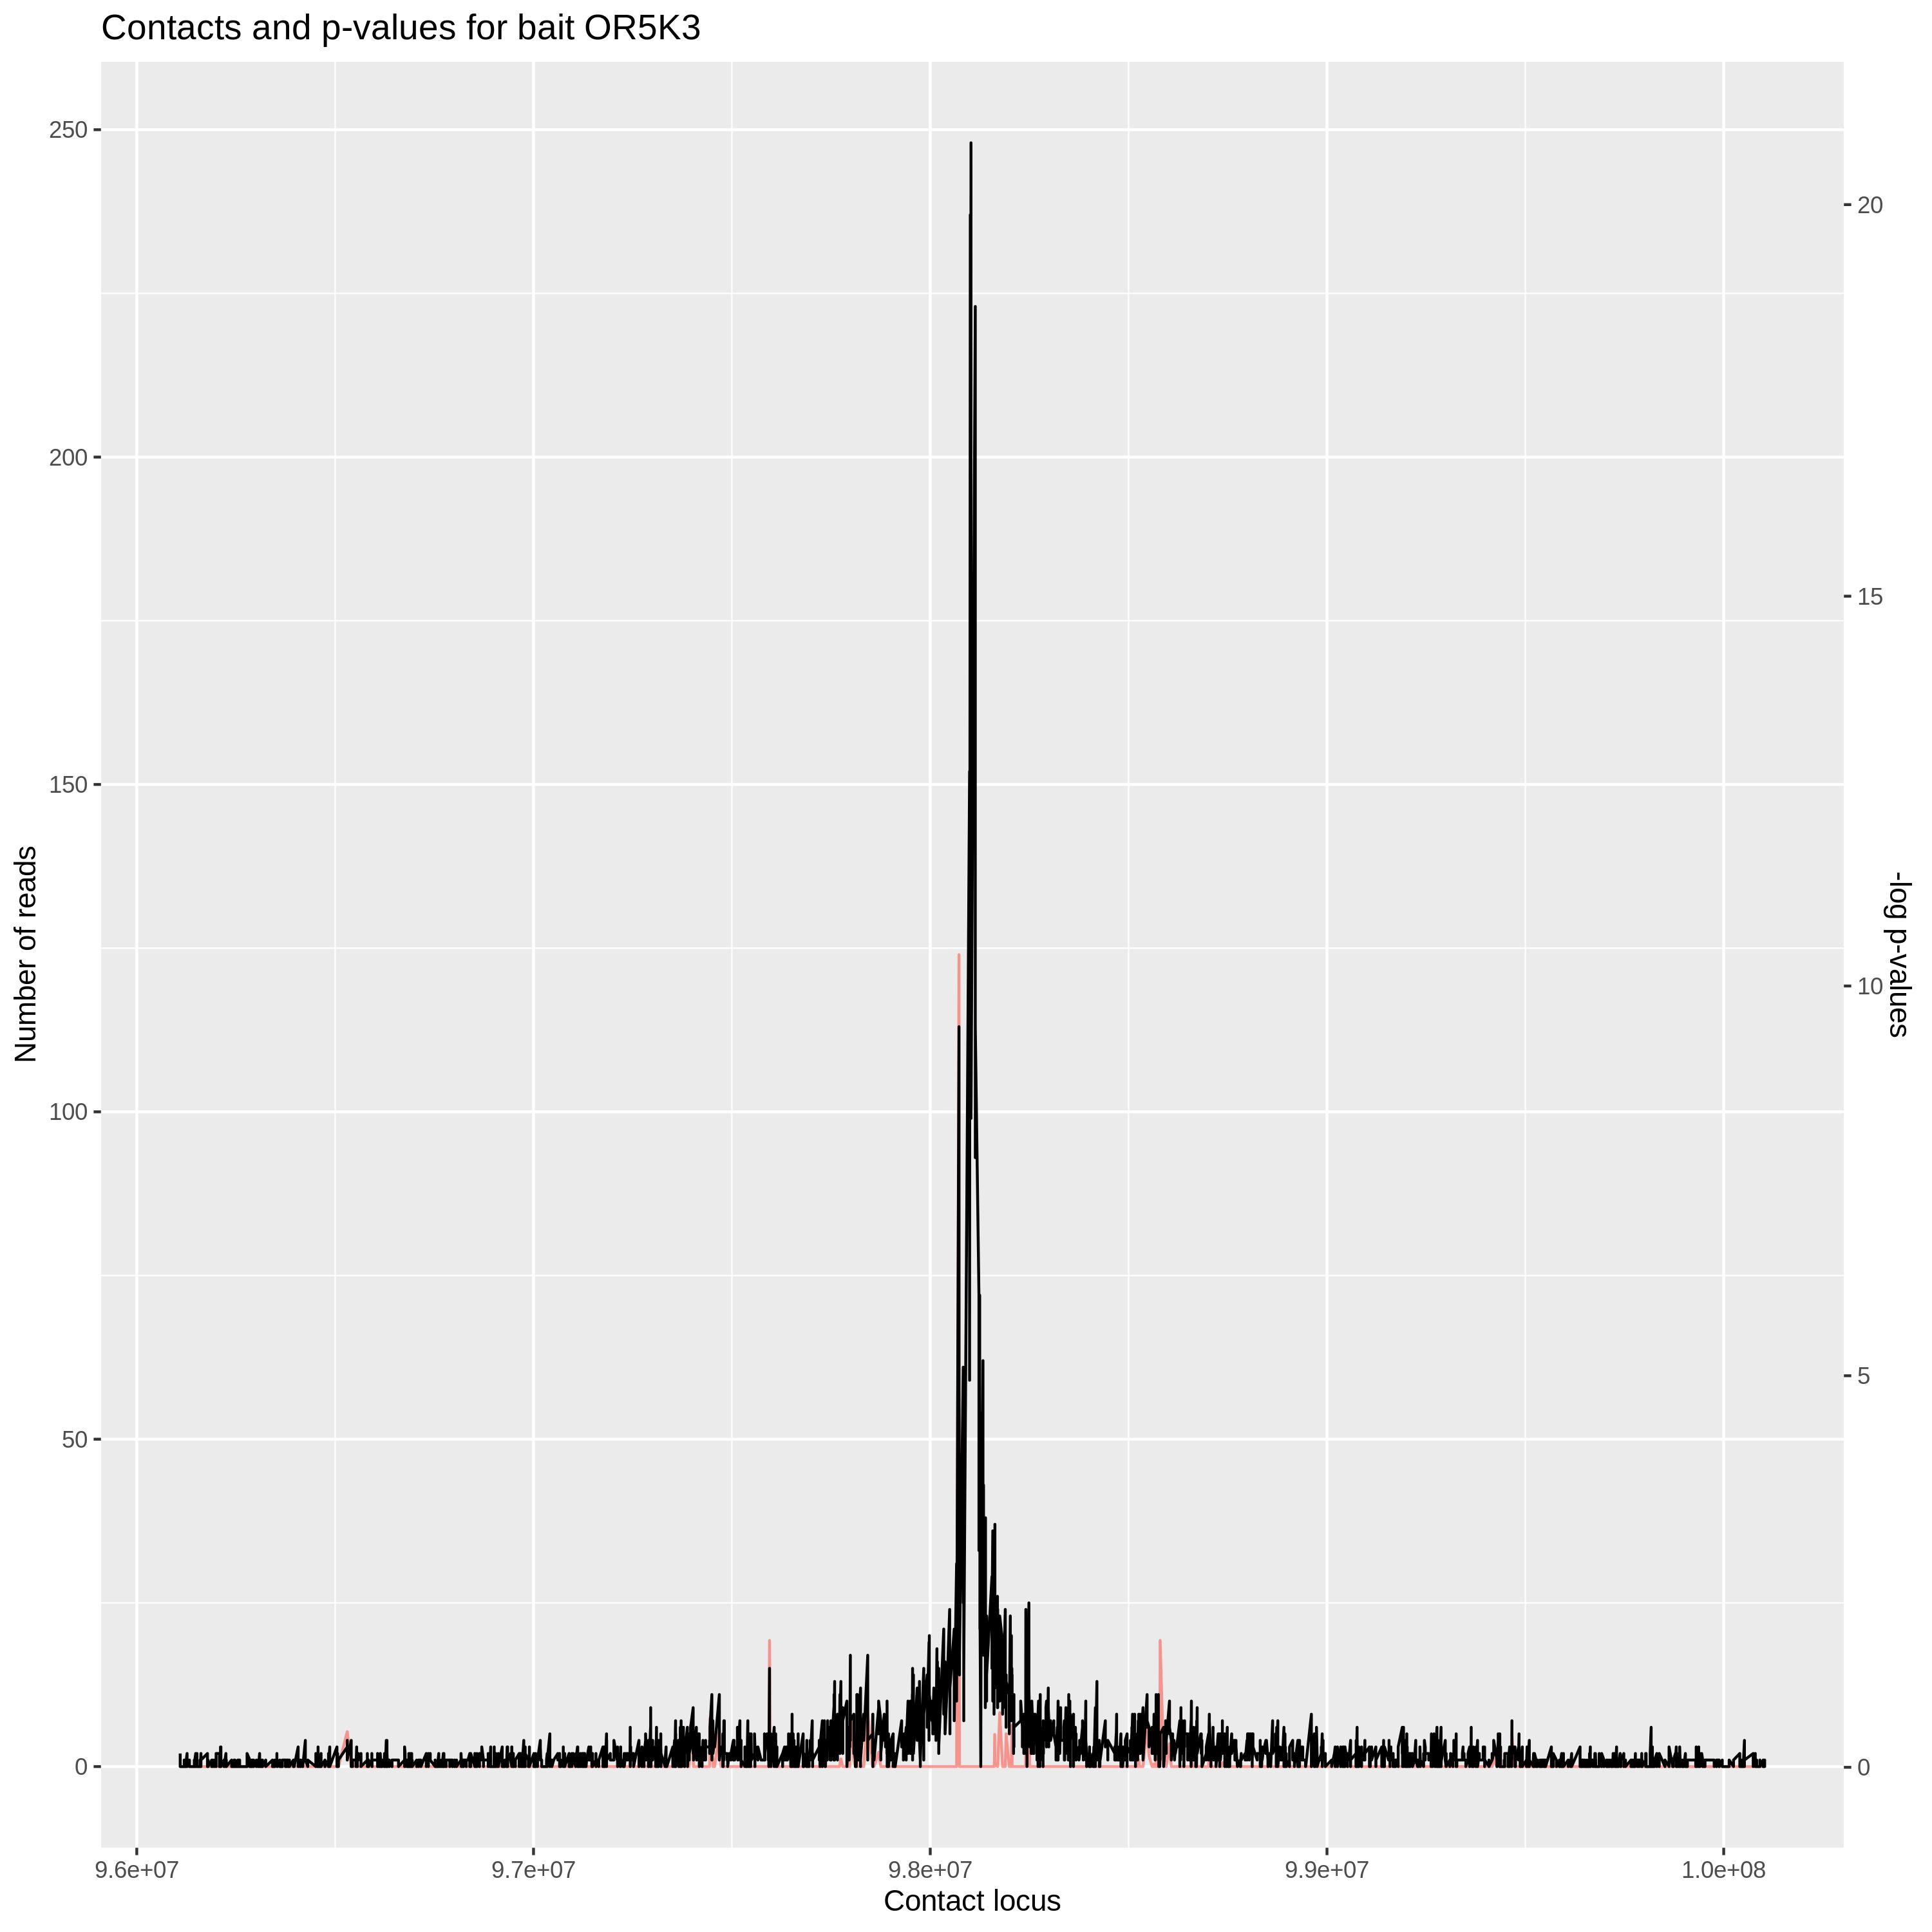 Contacts and p-values for bait OR5K3
250
200
150
100
50
0
Number of reads
20
15
10
5
0
-log p-values
9.6e+07
9.7e+07
9.8e+07
9.9e+07
1.0e+08
Contact locus